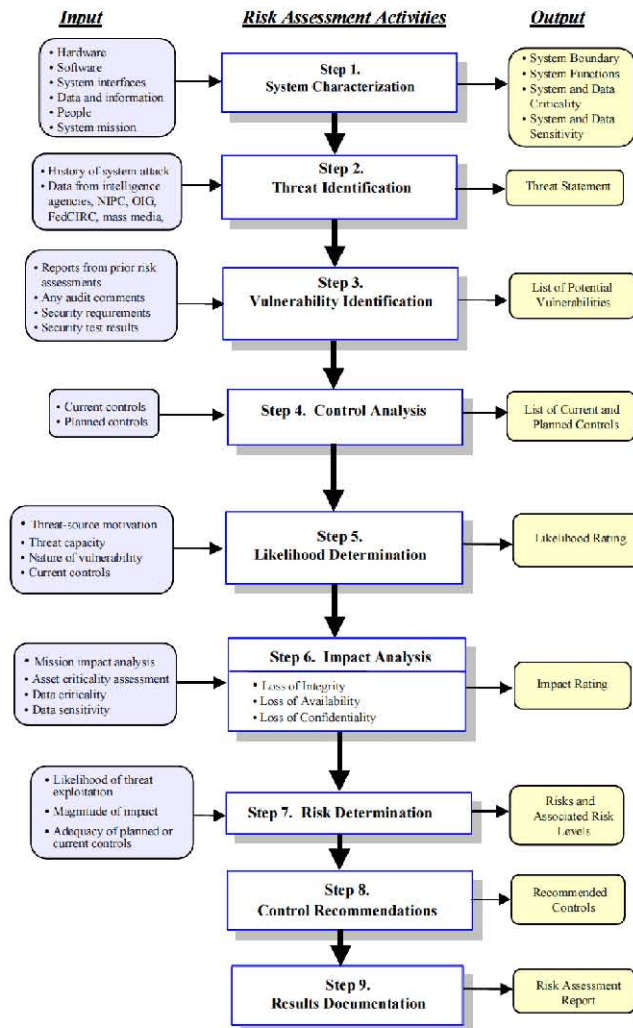 Input
Risk Assessment Activities
Output
• Hardware
• Software
• System interfaces
• Data and information
• People
• System mission
Step 1.
System Characterization
• System Boundary
• System Functions
• System and Data
Criticality
• System and Data
Sensitivity
• History of system attack
• Data from intelligence
agencies, NIPC, OIG,
FedCIRC, mass media,
Step 2.
Threat Identification
Threat Statement
• Reports from prior risk
assessments
• Any audit comments
• Security requirements
• Security test results
Step 3.
Vulnerability Identification
List of Potential
Vulnerabilities
• Current controls
• Planned controls
Step 4. Control Analysis
List of Current and
Planned Controls
• Threat-source motivation
• Threat capacity
• Nature of vulnerability
• Current controls
Step 5.
Likelihood Determination
Likelihood Rating
• Mission impact analysis
• Asset criticality assessment
• Data criticality
• Data sensitivity
Step 6. Impact Analysis
• Loss of Integrity
• Loss of Availability
• Loss of Confidentiality
Impact Rating
• Likelihood of threat
exploitation
• Magnitude of impact
• Adequacy of planned or
current controls
Step 7. Risk Determination
Risks and
Associated Risk
Levels
Step 8.
Control Recommendations
Recommended
Controls
Step 9.
Results Documentation
Risk Assessment
Report